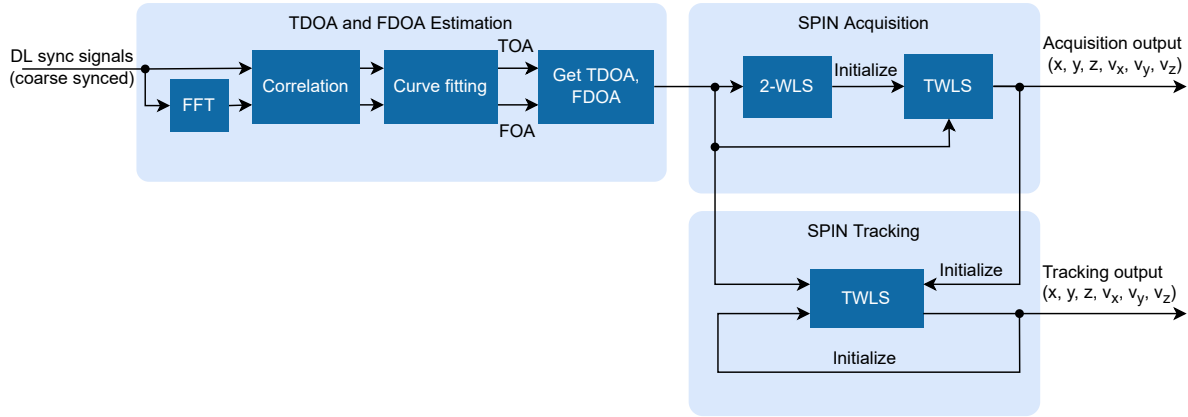 TDOA and FDOA Estimation
DL sync signals
(coarse synced)
FFT
Correlation
Curve fitting
TOA
FOA
Get TDOA,
FDOA
SPIN Acquisition
2-WLS
Initialize
TWLS
Acquisition output
(x, y, z, vx, vy, vz)
SPIN Tracking
TWLS
Initialize
Initialize
Tracking output
(x, y, z, vx, vy, vz)